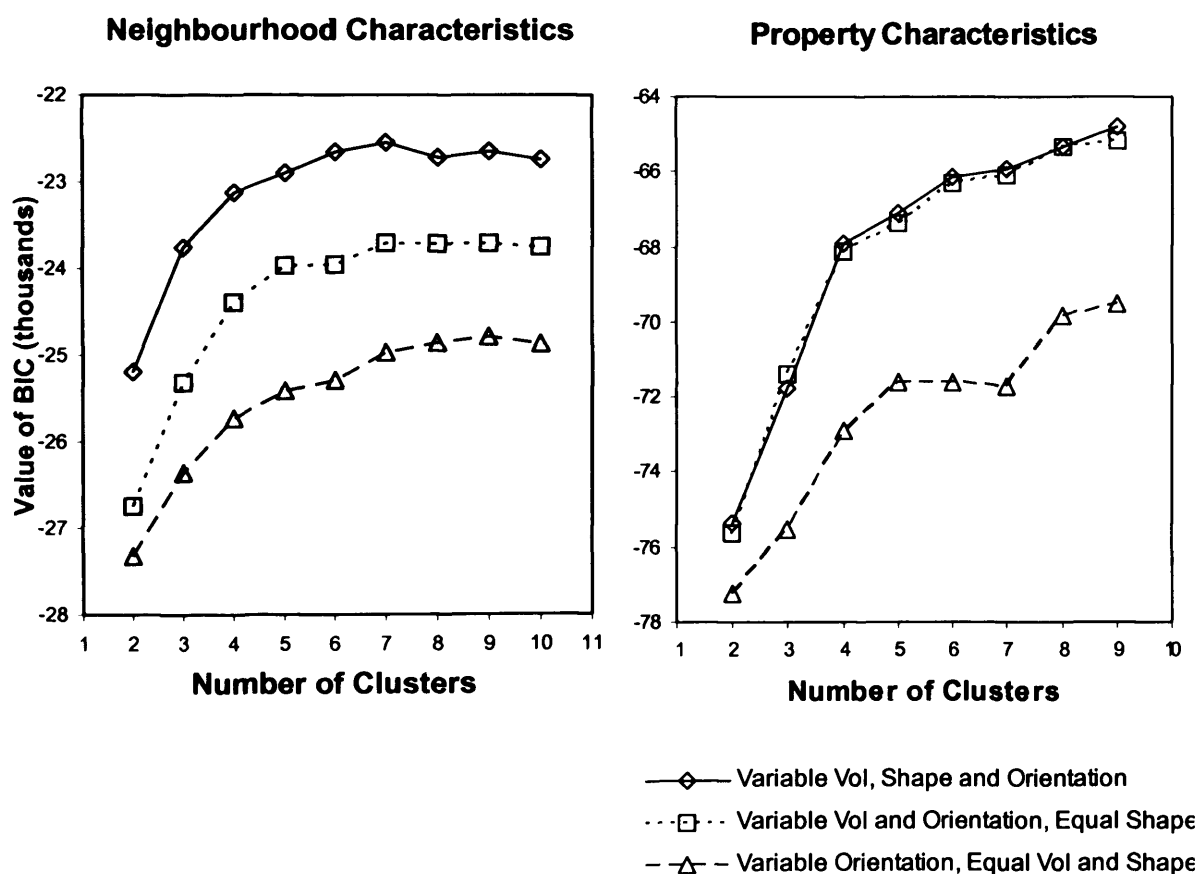 Neighbourhood Characteristics
Value of BIC (thousands)
-22
-23
-24
-25
-26
-27
-28
1 2 3 4 5 6 7 8 9 10 11
Number of Clusters
Property Characteristics
-64
-66
-68
-70
-72
-74
-76
-78
1 2 3 4 5 6 7 8 9 10
Number of Clusters
Variable Vol, Shape and Orientation
Variable Vol and Orientation, Equal Shape
Variable Orientation, Equal Vol and Shape